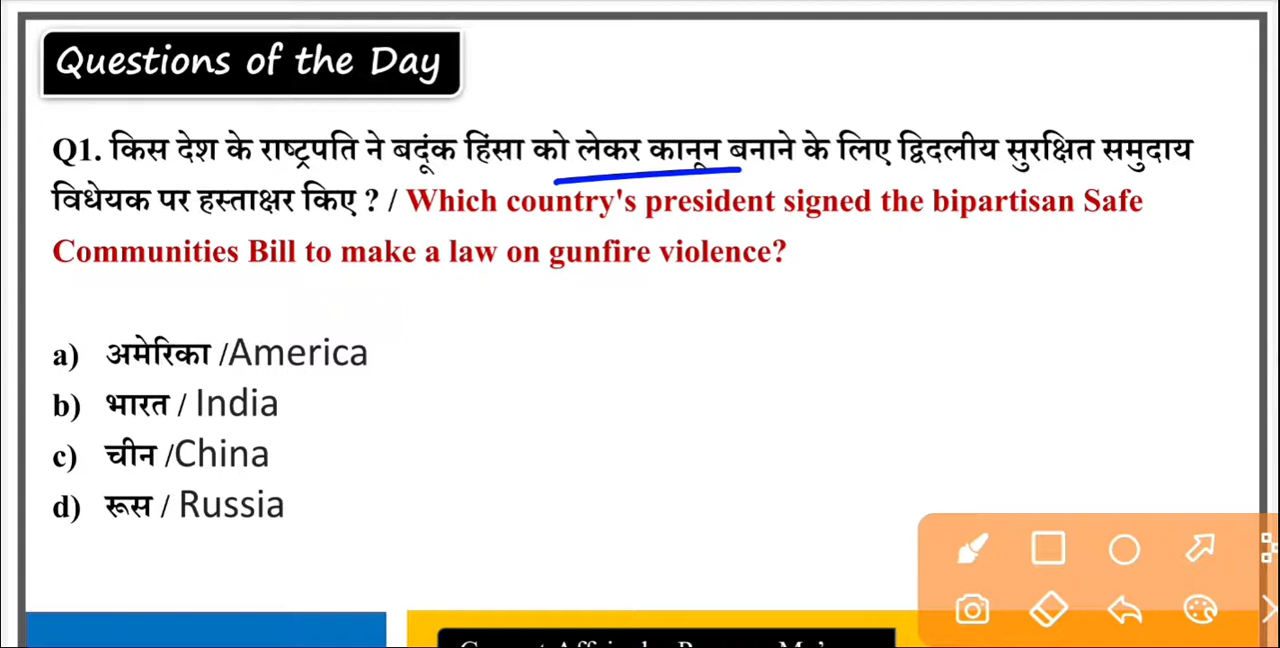 Questions of the Day
Q1. किस देश के राष्ट्रपति ने बदूंक हिंसा को लेकर कानून बनाने के लिए द्विदलीय सुरक्षित समुदाय
विधेयक पर हस्ताक्षर किए ? / Which country's president signed the bipartisan Safe
Communities Bill to make a law on gunfire violence?
a) अमेरिका /America
b) भारत / India
c) चीन /China
d) रूस / Russia